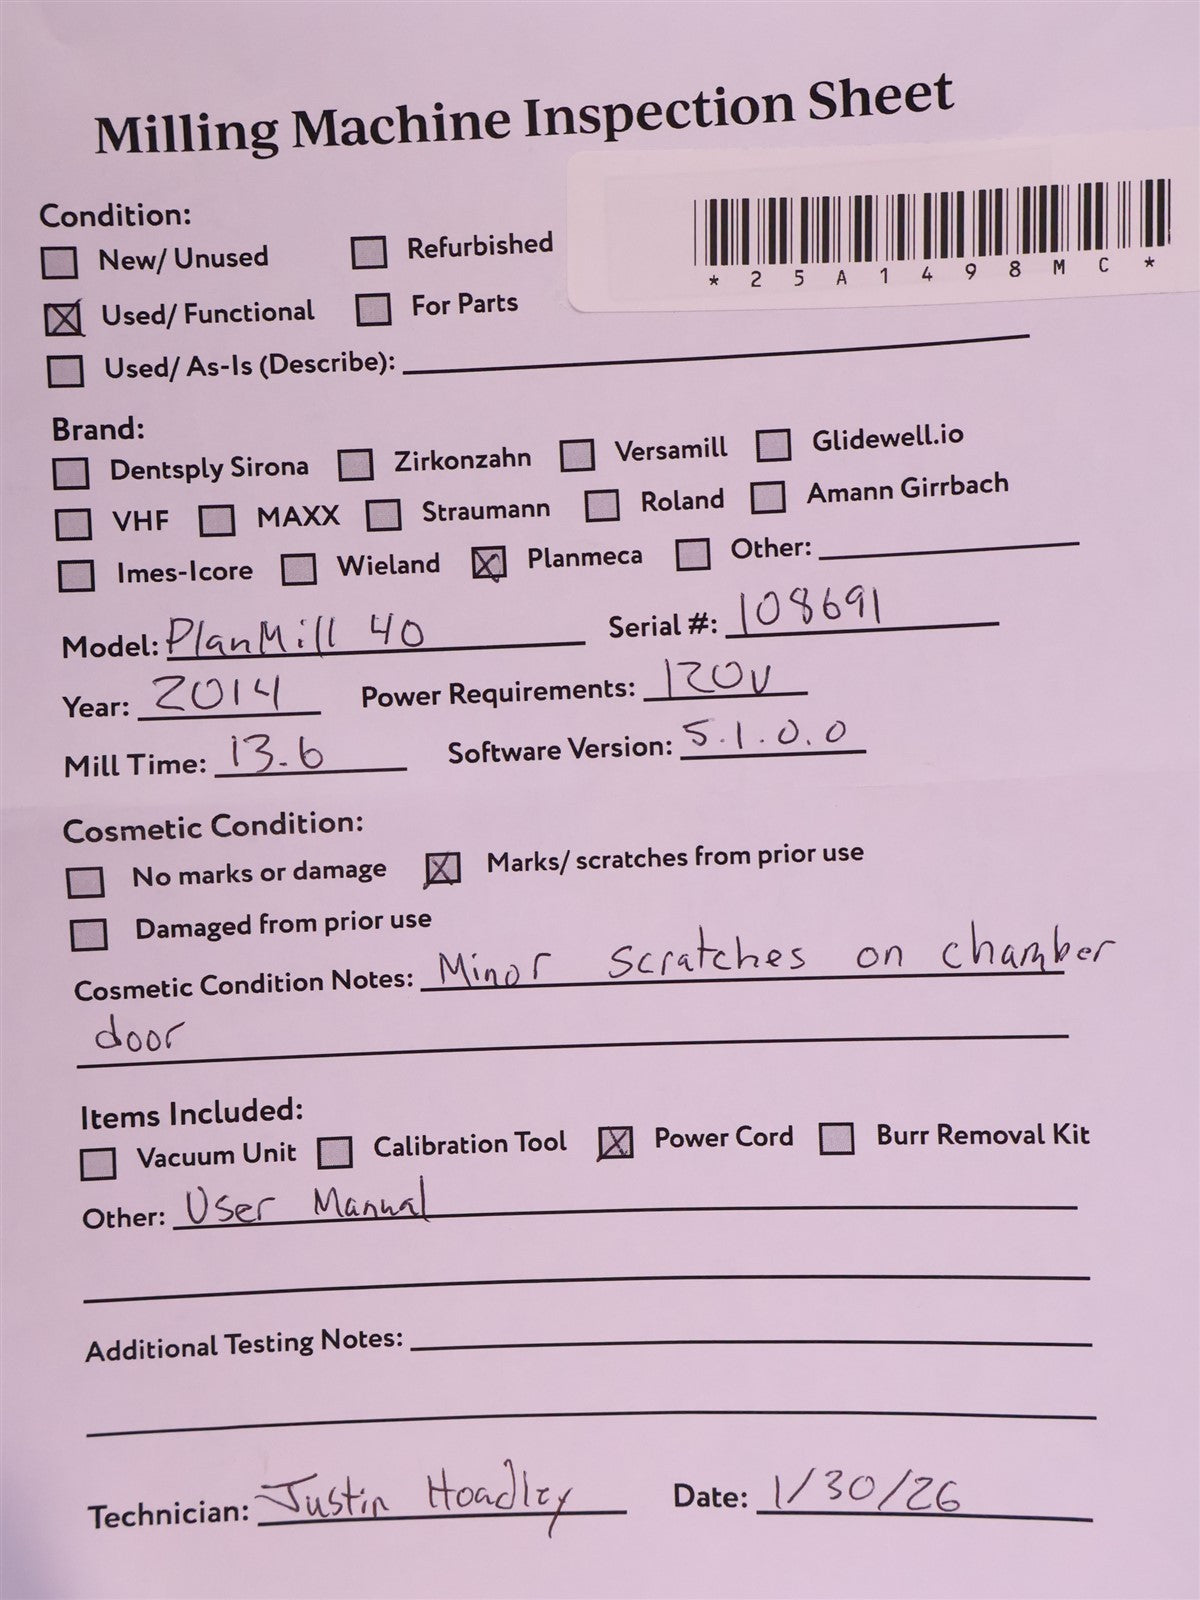 Milling Machine Inspection Sheet
*25A1498MC*
Condition:
New/ Unused Refurbished
Used/ Functional For Parts
Used/ As-Is (Describe):
Brand:
Dentsply Sirona Zirkonzahn Versamill Glidewell.io
VHF MAXX Straumann Roland Amann Girrbach
Imes-Icore Wieland Planmeca Other:
Model: PlanMill 40 Serial #: 108691
Year: 2014 Power Requirements: 120v
Mill Time: 13.6 Software Version: 5.1.0.0
Cosmetic Condition:
No marks or damage Marks/ scratches from prior use
Damaged from prior use
Cosmetic Condition Notes: Minor scratches on chamber
door
Items Included:
Vacuum Unit Calibration Tool Power Cord Burr Removal Kit
Other: User Manual
Additional Testing Notes:
Technician: Justin Hoadley Date: 1/30/26